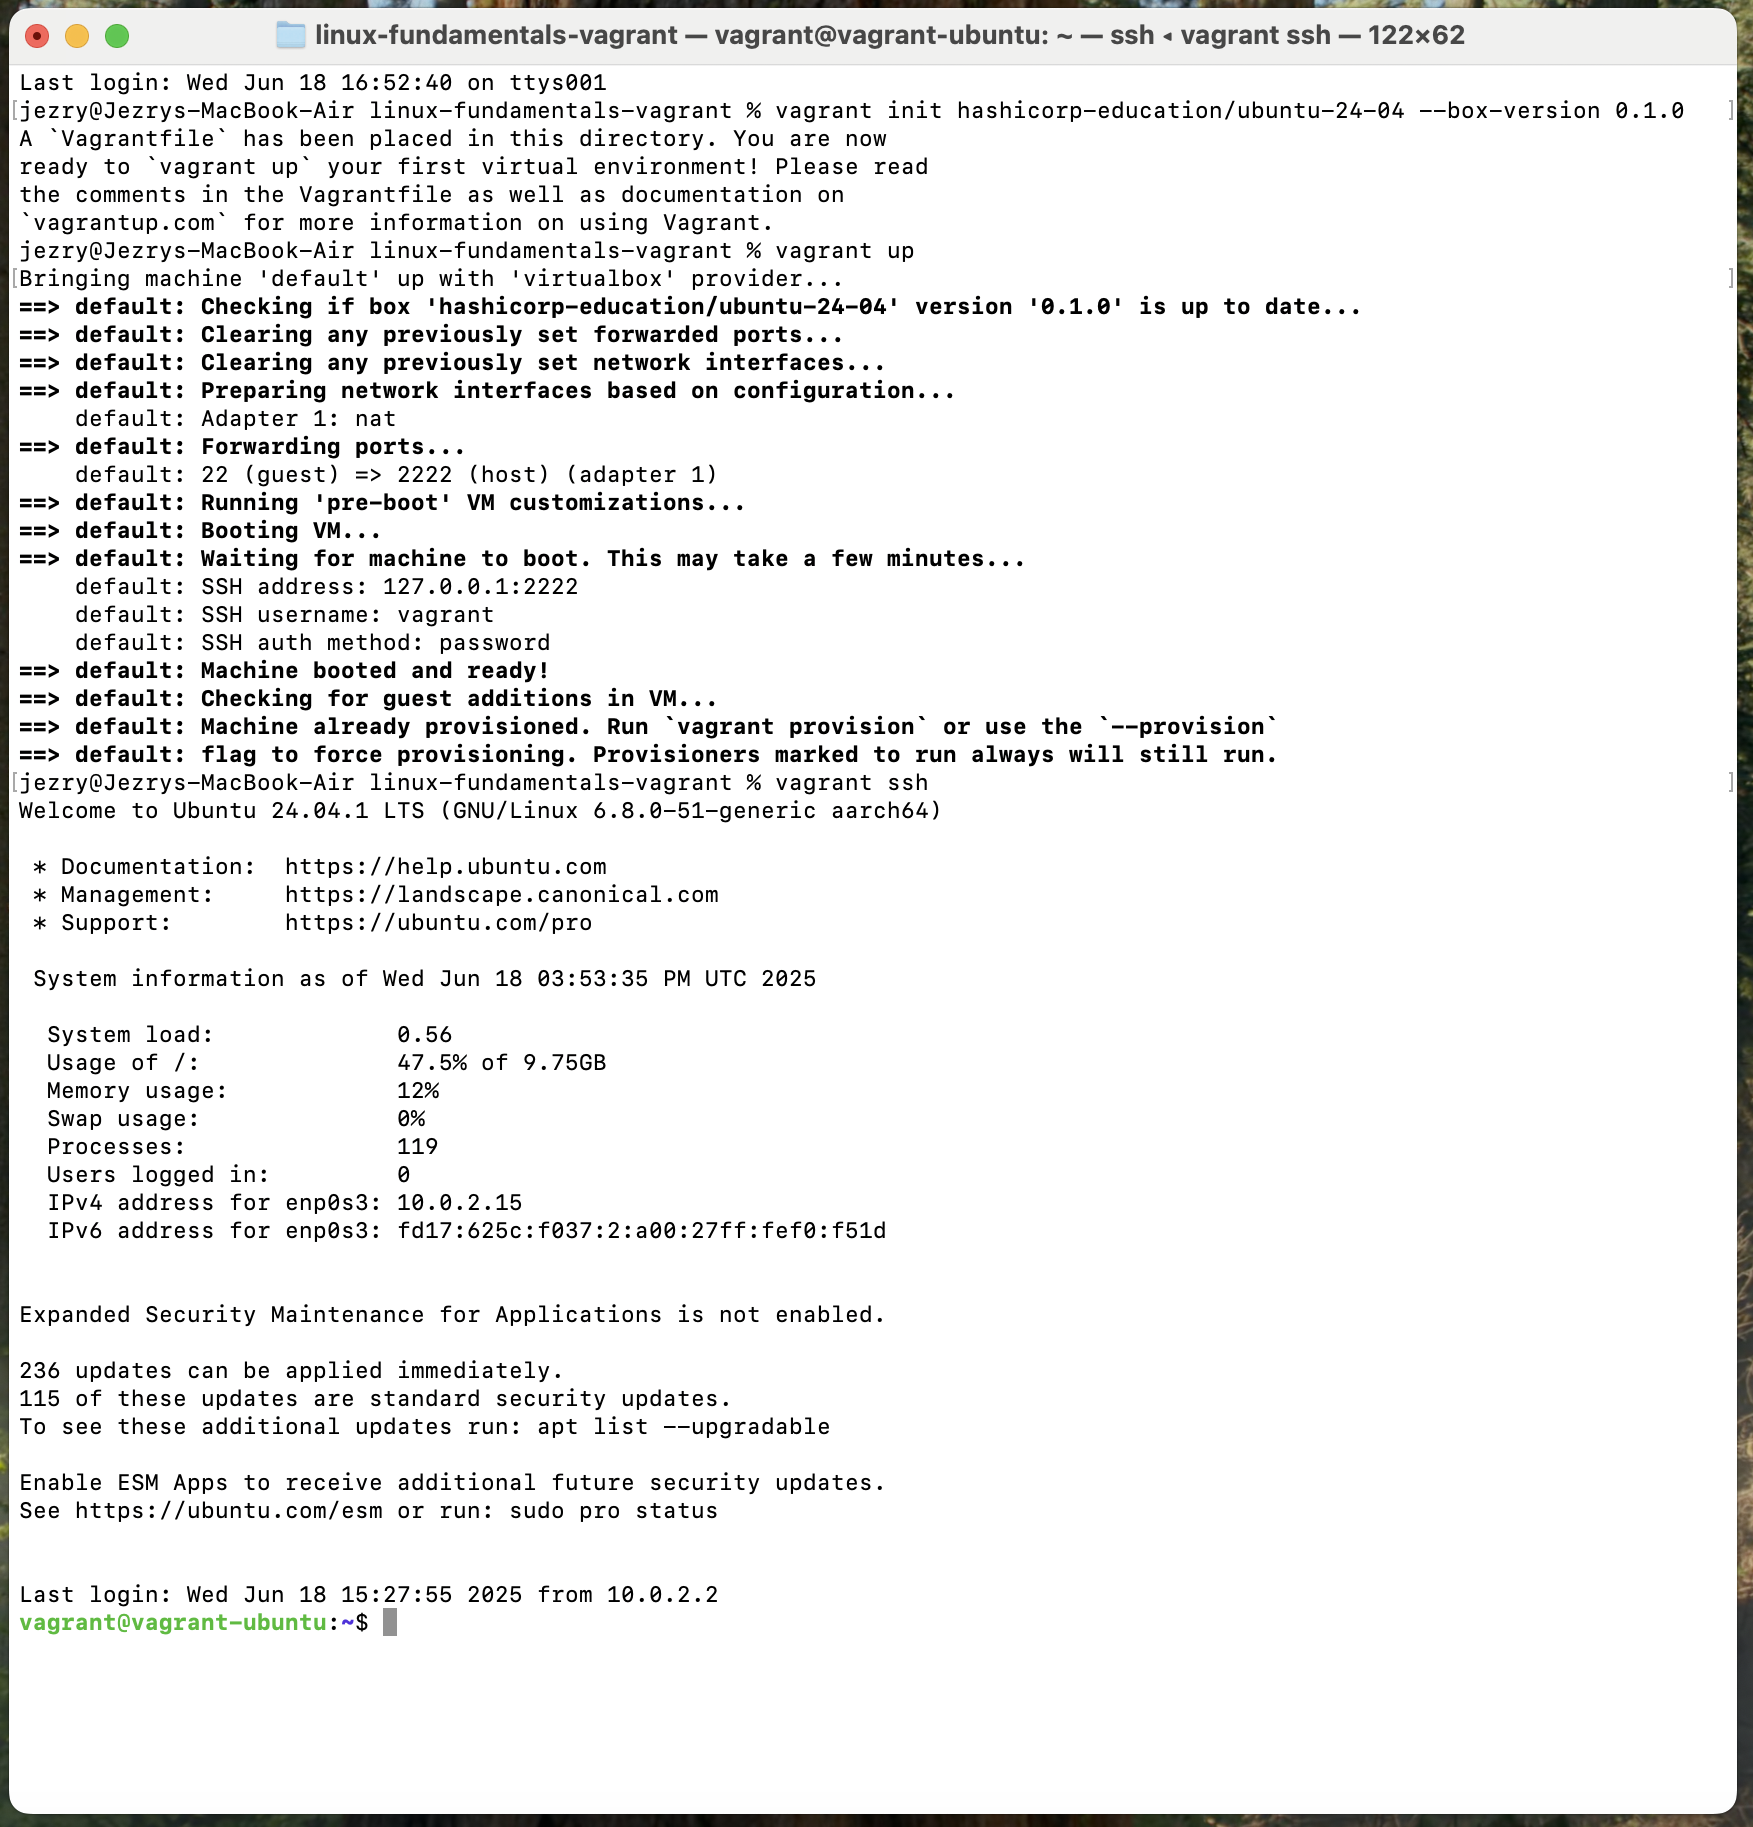 linux-fundamentals-vagrant — vagrant@vagrant-ubuntu: ~ — ssh ◂ vagrant ssh — 122×62
Last login: Wed Jun 18 16:52:40 on ttys001
[jezry@Jezrys-MacBook-Air linux-fundamentals-vagrant % vagrant init hashicorp-education/ubuntu-24-04 --box-version 0.1.0 ]
A `Vagrantfile` has been placed in this directory. You are now
ready to `vagrant up` your first virtual environment! Please read
the comments in the Vagrantfile as well as documentation on
`vagrantup.com` for more information on using Vagrant.
jezry@Jezrys-MacBook-Air linux-fundamentals-vagrant % vagrant up
[Bringing machine 'default' up with 'virtualbox' provider... ]
==> default: Checking if box 'hashicorp-education/ubuntu-24-04' version '0.1.0' is up to date...
==> default: Clearing any previously set forwarded ports...
==> default: Clearing any previously set network interfaces...
==> default: Preparing network interfaces based on configuration...
    default: Adapter 1: nat
==> default: Forwarding ports...
    default: 22 (guest) => 2222 (host) (adapter 1)
==> default: Running 'pre-boot' VM customizations...
==> default: Booting VM...
==> default: Waiting for machine to boot. This may take a few minutes...
    default: SSH address: 127.0.0.1:2222
    default: SSH username: vagrant
    default: SSH auth method: password
==> default: Machine booted and ready!
==> default: Checking for guest additions in VM...
==> default: Machine already provisioned. Run `vagrant provision` or use the `--provision`
==> default: flag to force provisioning. Provisioners marked to run always will still run.
[jezry@Jezrys-MacBook-Air linux-fundamentals-vagrant % vagrant ssh ]
Welcome to Ubuntu 24.04.1 LTS (GNU/Linux 6.8.0-51-generic aarch64)
 * Documentation:  https://help.ubuntu.com
 * Management:     https://landscape.canonical.com
 * Support:        https://ubuntu.com/pro
 System information as of Wed Jun 18 03:53:35 PM UTC 2025
  System load:             0.56
  Usage of /:              47.5% of 9.75GB
  Memory usage:            12%
  Swap usage:              0%
  Processes:               119
  Users logged in:         0
  IPv4 address for enp0s3: 10.0.2.15
  IPv6 address for enp0s3: fd17:625c:f037:2:a00:27ff:fef0:f51d
Expanded Security Maintenance for Applications is not enabled.
236 updates can be applied immediately.
115 of these updates are standard security updates.
To see these additional updates run: apt list --upgradable
Enable ESM Apps to receive additional future security updates.
See https://ubuntu.com/esm or run: sudo pro status
Last login: Wed Jun 18 15:27:55 2025 from 10.0.2.2
vagrant@vagrant-ubuntu:~$